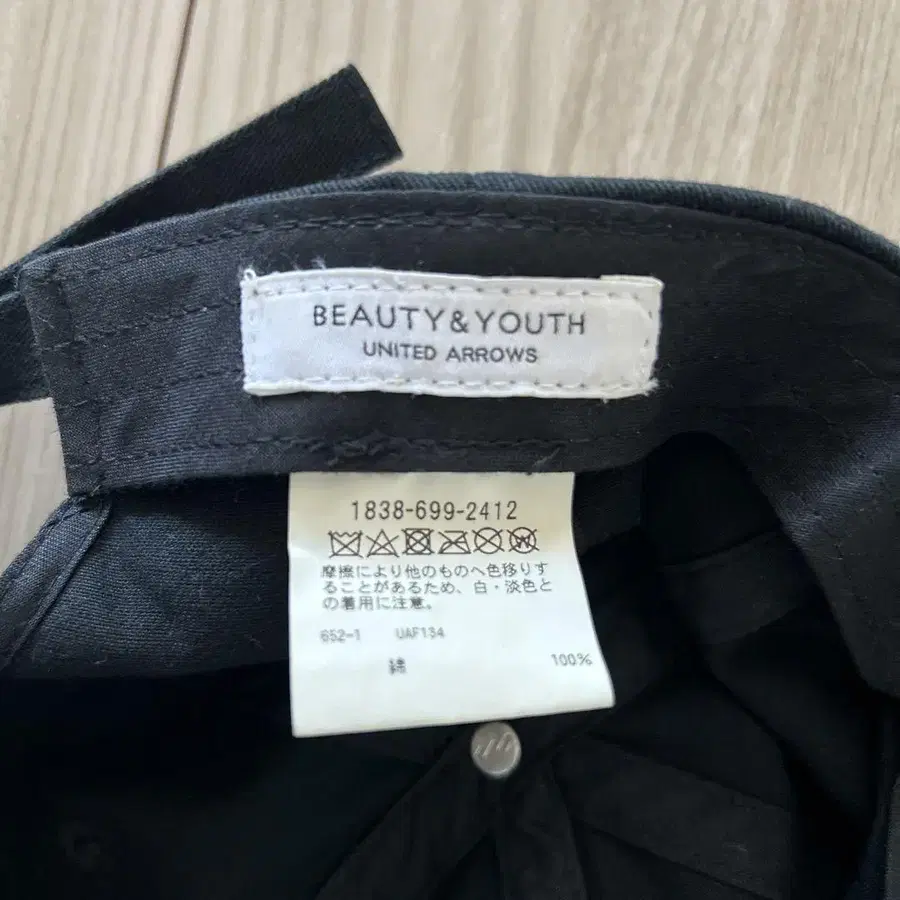 BEAUTY&YOUTH
UNITED ARROWS
1838-699-2412
摩擦により他のものへ色移りす
ることがあるため、白・淡色と
の着用に注意。
652-1 UAF134
綿 100%